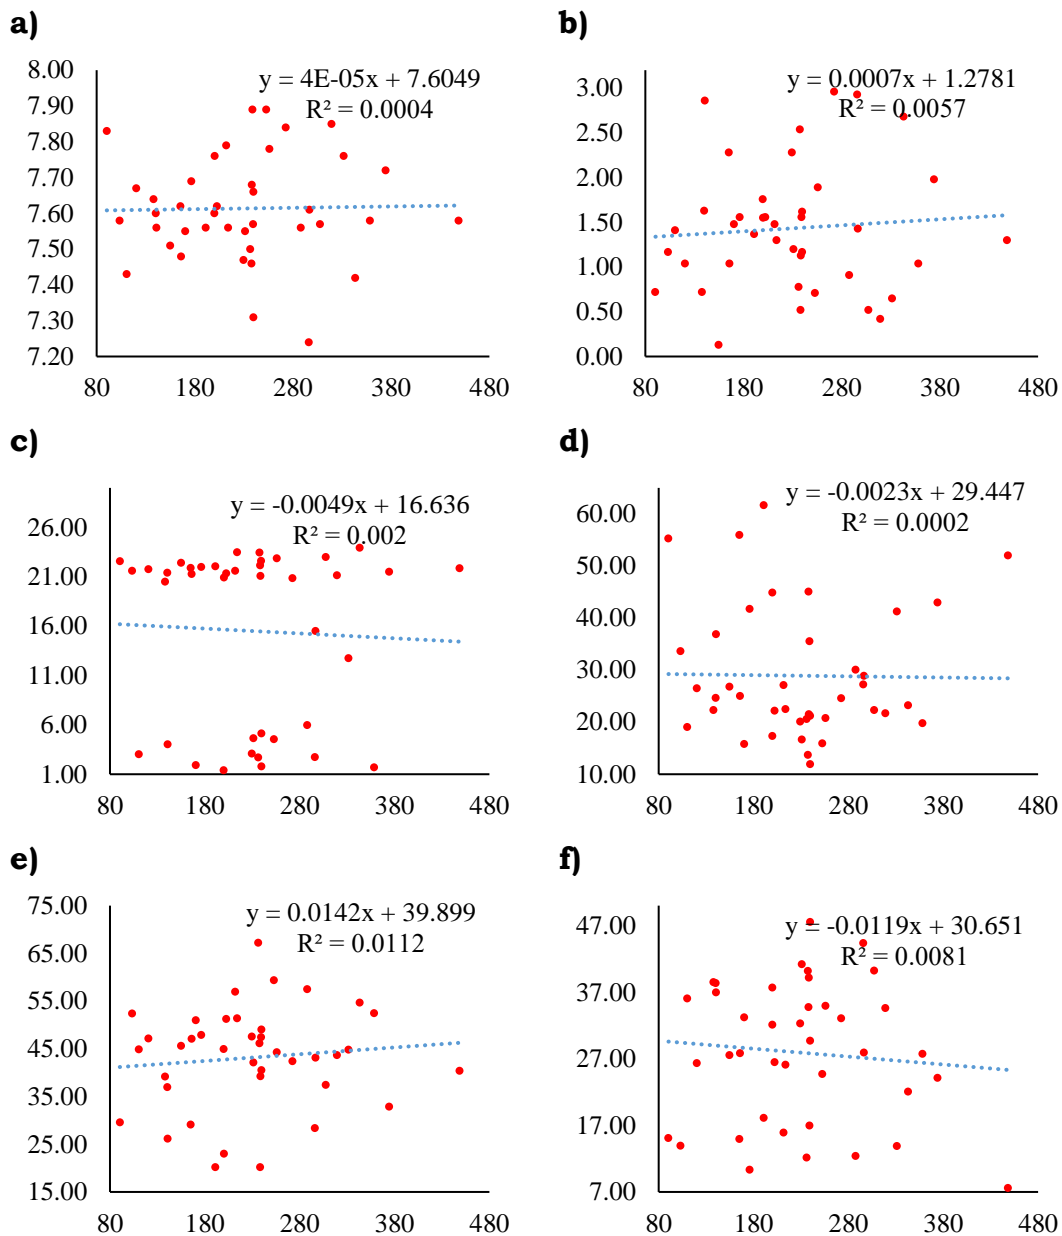 a)
y = 4E-05x + 7.6049
R² = 0.0004
8.00
7.90
7.80
7.70
7.60
7.50
7.40
7.30
7.20
80 180 280 380 480
b)
y = 0.0007x + 1.2781
R² = 0.0057
3.00
2.50
2.00
1.50
1.00
0.50
0.00
80 180 280 380 480
c)
y = -0.0049x + 16.636
R² = 0.002
26.00
21.00
16.00
11.00
6.00
1.00
80 180 280 380 480
d)
y = -0.0023x + 29.447
R² = 0.0002
60.00
50.00
40.00
30.00
20.00
10.00
80 180 280 380 480
e)
y = 0.0142x + 39.899
R² = 0.0112
75.00
65.00
55.00
45.00
35.00
25.00
15.00
80 180 280 380 480
f)
y = -0.0119x + 30.651
R² = 0.0081
47.00
37.00
27.00
17.00
7.00
80 180 280 380 480